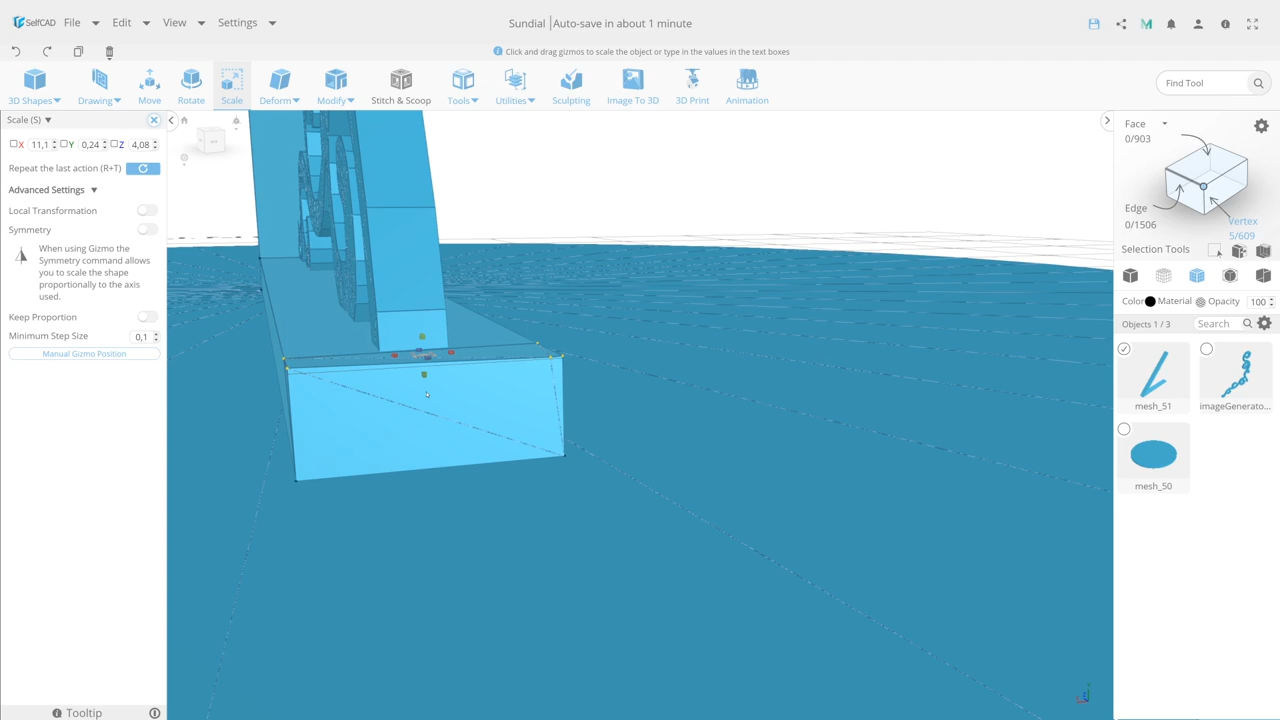 SelfCAD File Edit View Settings
Sundial |Auto-save in about 1 minute
Click and drag gizmos to scale the object or type in the values in the text boxes
3D Shapes Drawing Move Rotate Scale Deform Modify Stitch & Scoop Tools Utilities Sculpting Image To 3D 3D Print Animation
Find Tool
Scale (S)
X 11,1 Y 0,24 Z 4,08
Repeat the last action (R+T)
Advanced Settings
Local Transformation
Symmetry
When using Gizmo the
Symmetry command allows
you to scale the shape
proportionally to the axis
used.
Keep Proportion
Minimum Step Size 0,1
Manual Gizmo Position
Tooltip
Face
0/903
Edge
0/1506
Vertex
5/609
Selection Tools
Color Material Opacity 100
Objects 1 / 3 Search
mesh_51 imageGenerato...
mesh_50